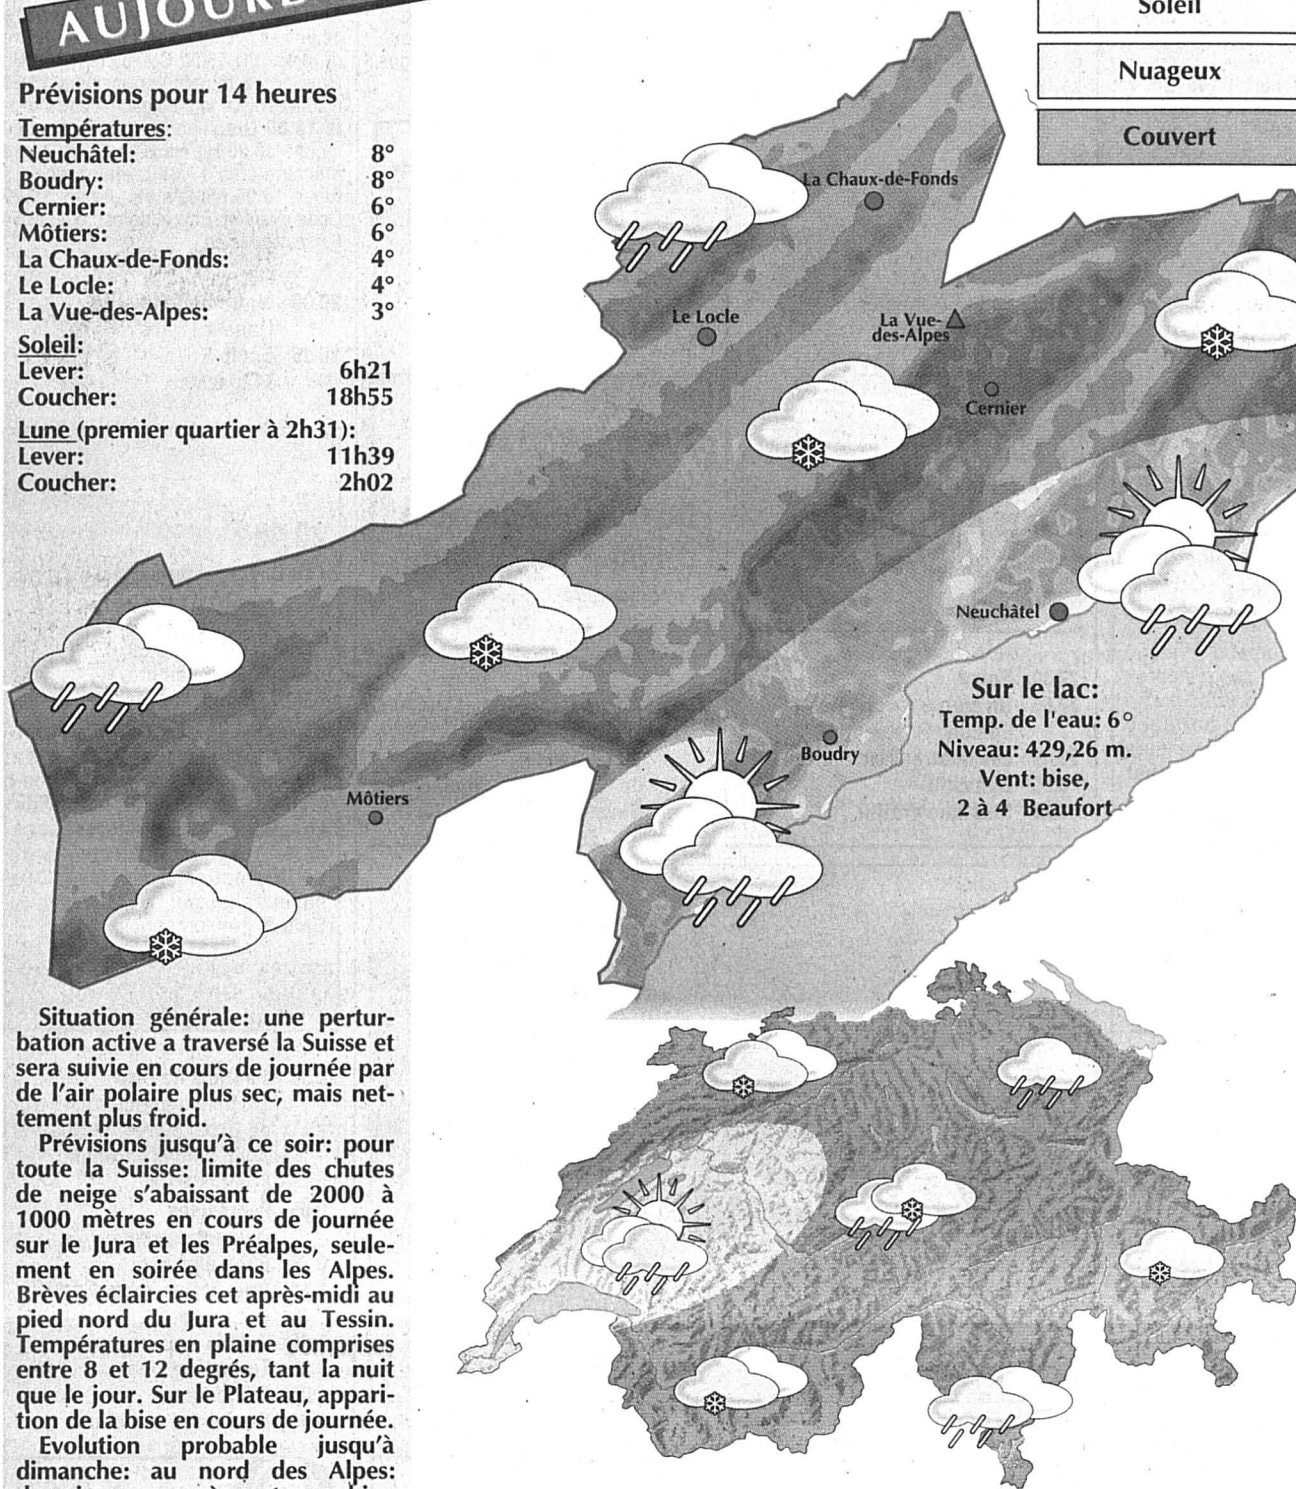 Prévisions pour 14 heures
Températures:
Neuchâtel: 8°
Boudry: 8°
Cernier: 6°
Môtiers: 6°
La Chaux-de-Fonds: 4°
Le Locle: 4°
La Vue-des-Alpes: 3°
Soleil:
Lever: 6h21
Coucher: 18h55
Lune (premier quartier à 2h31):
Lever: 11h39
Coucher: 2h02
Soleil
Nuageux
Couvert
La Chaux-de-Fonds
Le Locle
La Vue-
des-Alpes
Cernier
Neuchâtel
Boudry
Môtiers
Sur le lac:
Temp. de l'eau: 6°
Niveau: 429,26 m.
Vent: bise,
2 à 4 Beaufort
Situation générale: une pertur-
bation active a traversé la Suisse et
sera suivie en cours de journée par
de l'air polaire plus sec, mais net-
tement plus froid.
Prévisions jusqu'à ce soir: pour
toute la Suisse: limite des chutes
de neige s'abaissant de 2000 à
1000 mètres en cours de journée
sur le Jura et les Préalpes, seule-
ment en soirée dans les Alpes.
Brèves éclaircies cet après-midi au
pied nord du Jura et au Tessin.
Températures en plaine comprises
entre 8 et 12 degrés, tant la nuit
que le jour. Sur le Plateau, appari-
tion de la bise en cours de journée.
Evolution probable jusqu'à
dimanche: au nord des Alpes: